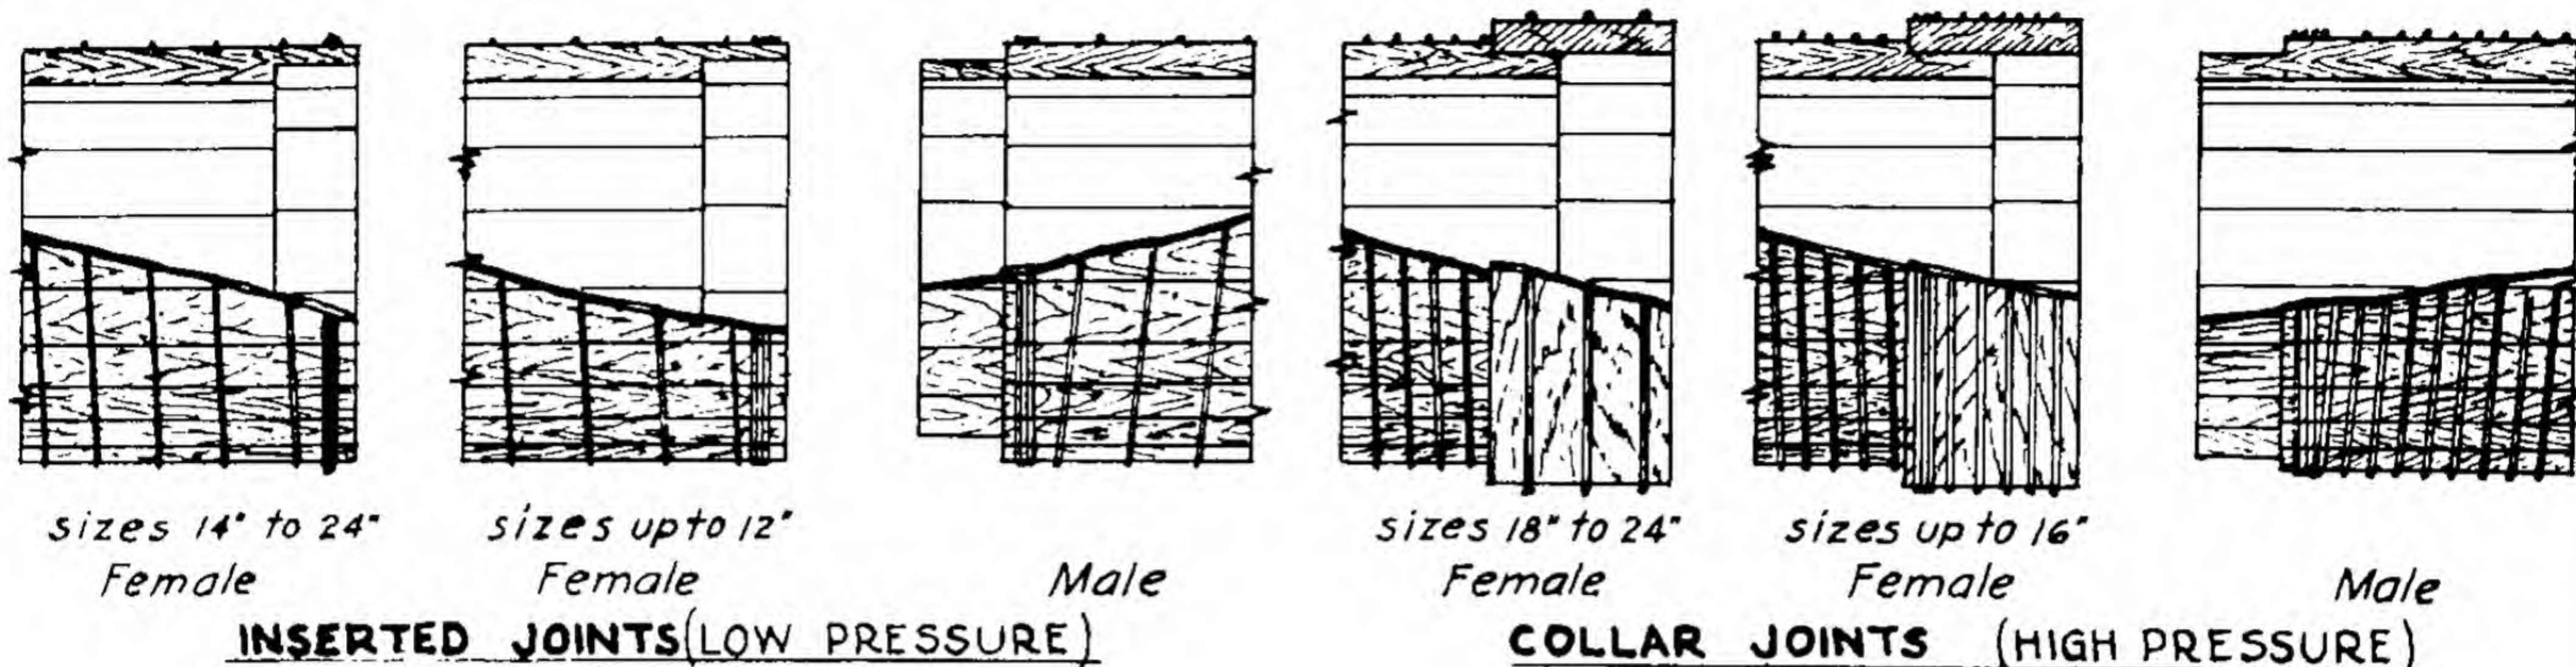 sizes 14" to 24" sizes up to 12" sizes 18" to 24" sizes up to 16"
Female Female Male Female Female Male
INSERTED JOINTS (LOW PRESSURE) COLLAR JOINTS (HIGH PRESSURE)